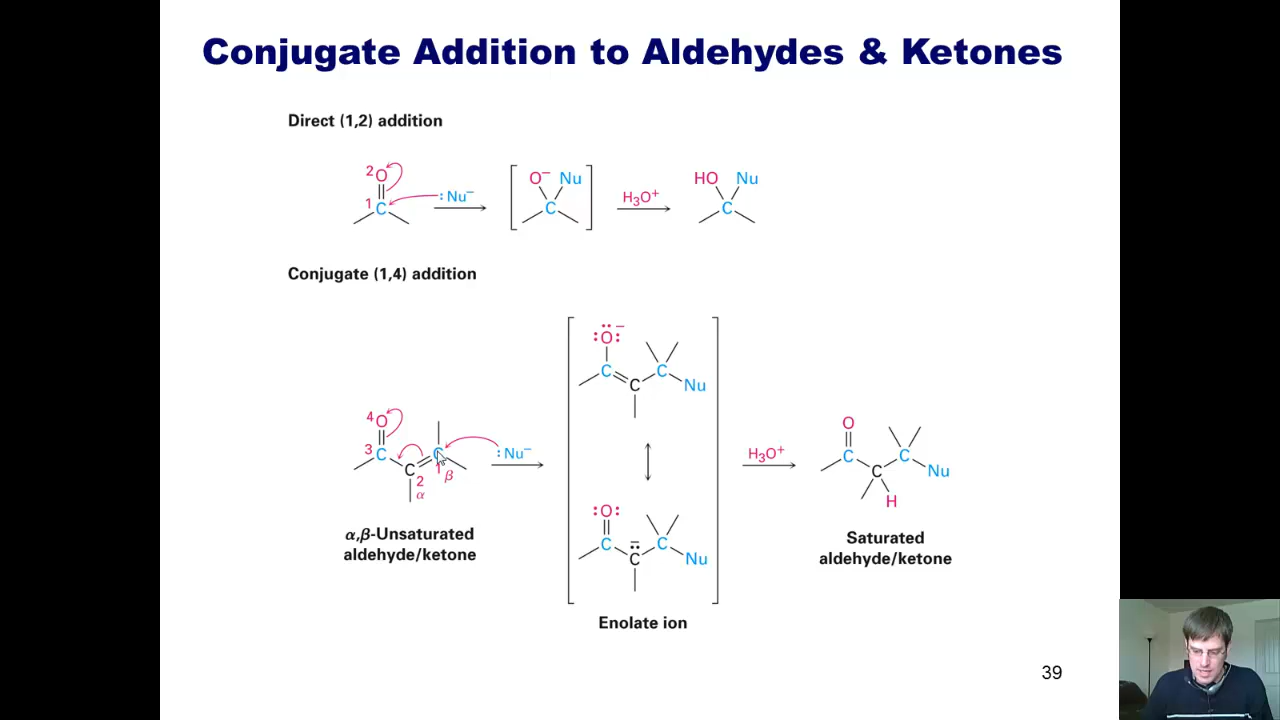 Conjugate Addition to Aldehydes & Ketones
Direct (1,2) addition
2 O
1 C
:Nu⁻
O⁻ Nu
C
H₃O⁺
HO Nu
C
Conjugate (1,4) addition
:Ö:⁻
C C C Nu
4 O
3 C
C 2 α
C 1 β
:Nu⁻
H₃O⁺
O
C C C Nu
H
:O:
C C̈⁻ C Nu
α,β-Unsaturated
aldehyde/ketone
Enolate ion
Saturated
aldehyde/ketone
39